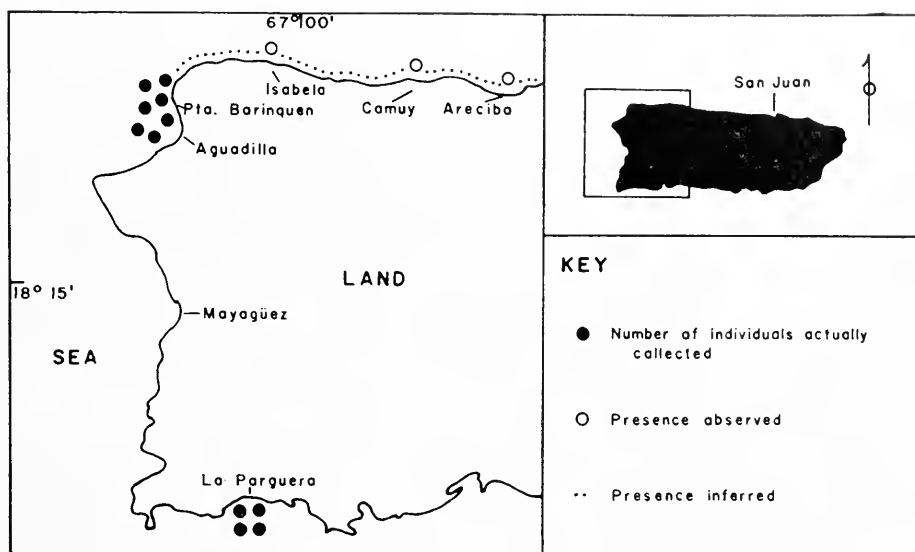 67° 00'
Isabela
Camuy
Areciba
Pta. Barinquen
Aguadilla
18° 15'
LAND
Mayagüez
SEA
La Parguera
San Juan
KEY
Number of individuals actually
callected
Presence observed
Presence inferred